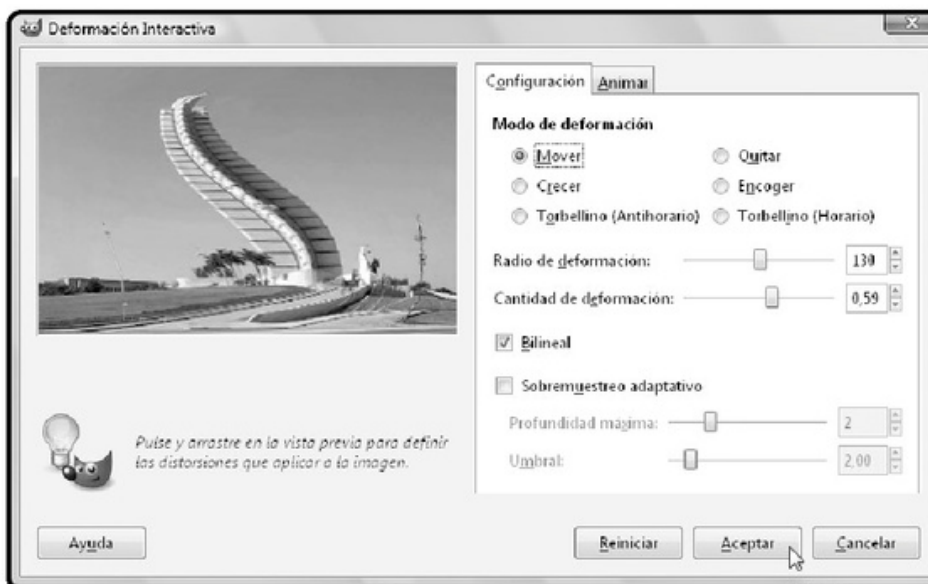 Deformación Interactiva
Configuración Animar
Modo de deformación
Mover Quitar
Crecer Encoger
Torbellino (Antihorario) Torbellino (Horario)
Radio de deformación: 130
Cantidad de deformación: 0,59
Bilineal
Sobremuestreo adaptativo
Profundidad máxima: 2
Umbral: 2,00
Pulse y arrastre en la vista previa para definir
las distorsiones que aplicar a la imagen.
Ayuda Reiniciar Aceptar Cancelar